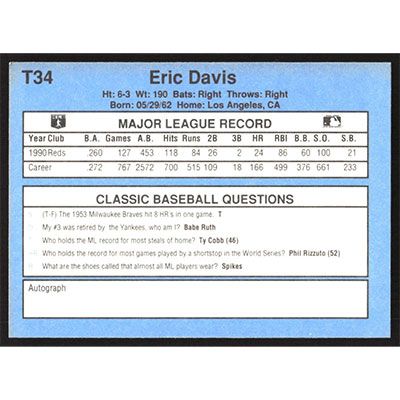 T34
Eric Davis
Ht: 6-3 Wt: 190 Bats: Right Throws: Right
Born: 05/29/62 Home: Los Angeles, CA
MAJOR LEAGUE RECORD
Year Club B.A. Games A.B. Hits Runs 2B 3B HR RBI B.B. S.O. S.B.
1990 Reds .260 127 453 118 84 26 2 24 86 60 100 21
Career .272 767 2572 700 515 109 18 166 499 376 661 233
CLASSIC BASEBALL QUESTIONS
(T-F) The 1953 Milwaukee Braves hit 8 HR's in one game. T
My #3 was retired by the Yankees, who am I? Babe Ruth
Who holds the ML record for most steals of home? Ty Cobb (46)
Who holds the record for most games played by a shortstop in the World Series? Phil Rizzuto (52)
What are the shoes called that almost all ML players wear? Spikes
Autograph